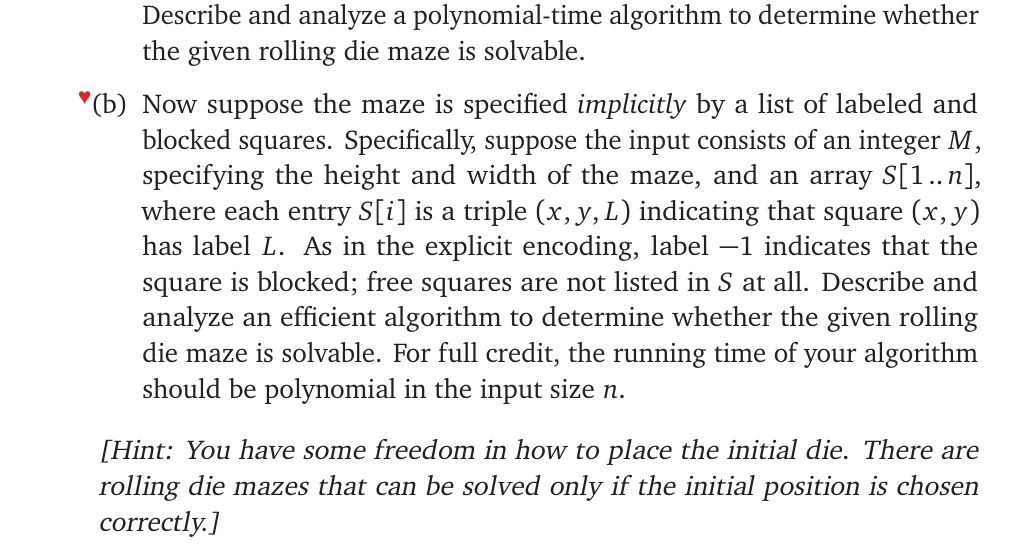 Describe and analyze a polynomial-time algorithm to determine whether
the given rolling die maze is solvable.
♥(b) Now suppose the maze is specified implicitly by a list of labeled and
blocked squares. Specifically, suppose the input consists of an integer M,
specifying the height and width of the maze, and an array S[1..n],
where each entry S[i] is a triple (x, y, L) indicating that square (x, y)
has label L. As in the explicit encoding, label −1 indicates that the
square is blocked; free squares are not listed in S at all. Describe and
analyze an efficient algorithm to determine whether the given rolling
die maze is solvable. For full credit, the running time of your algorithm
should be polynomial in the input size n.
[Hint: You have some freedom in how to place the initial die. There are
rolling die mazes that can be solved only if the initial position is chosen
correctly.]